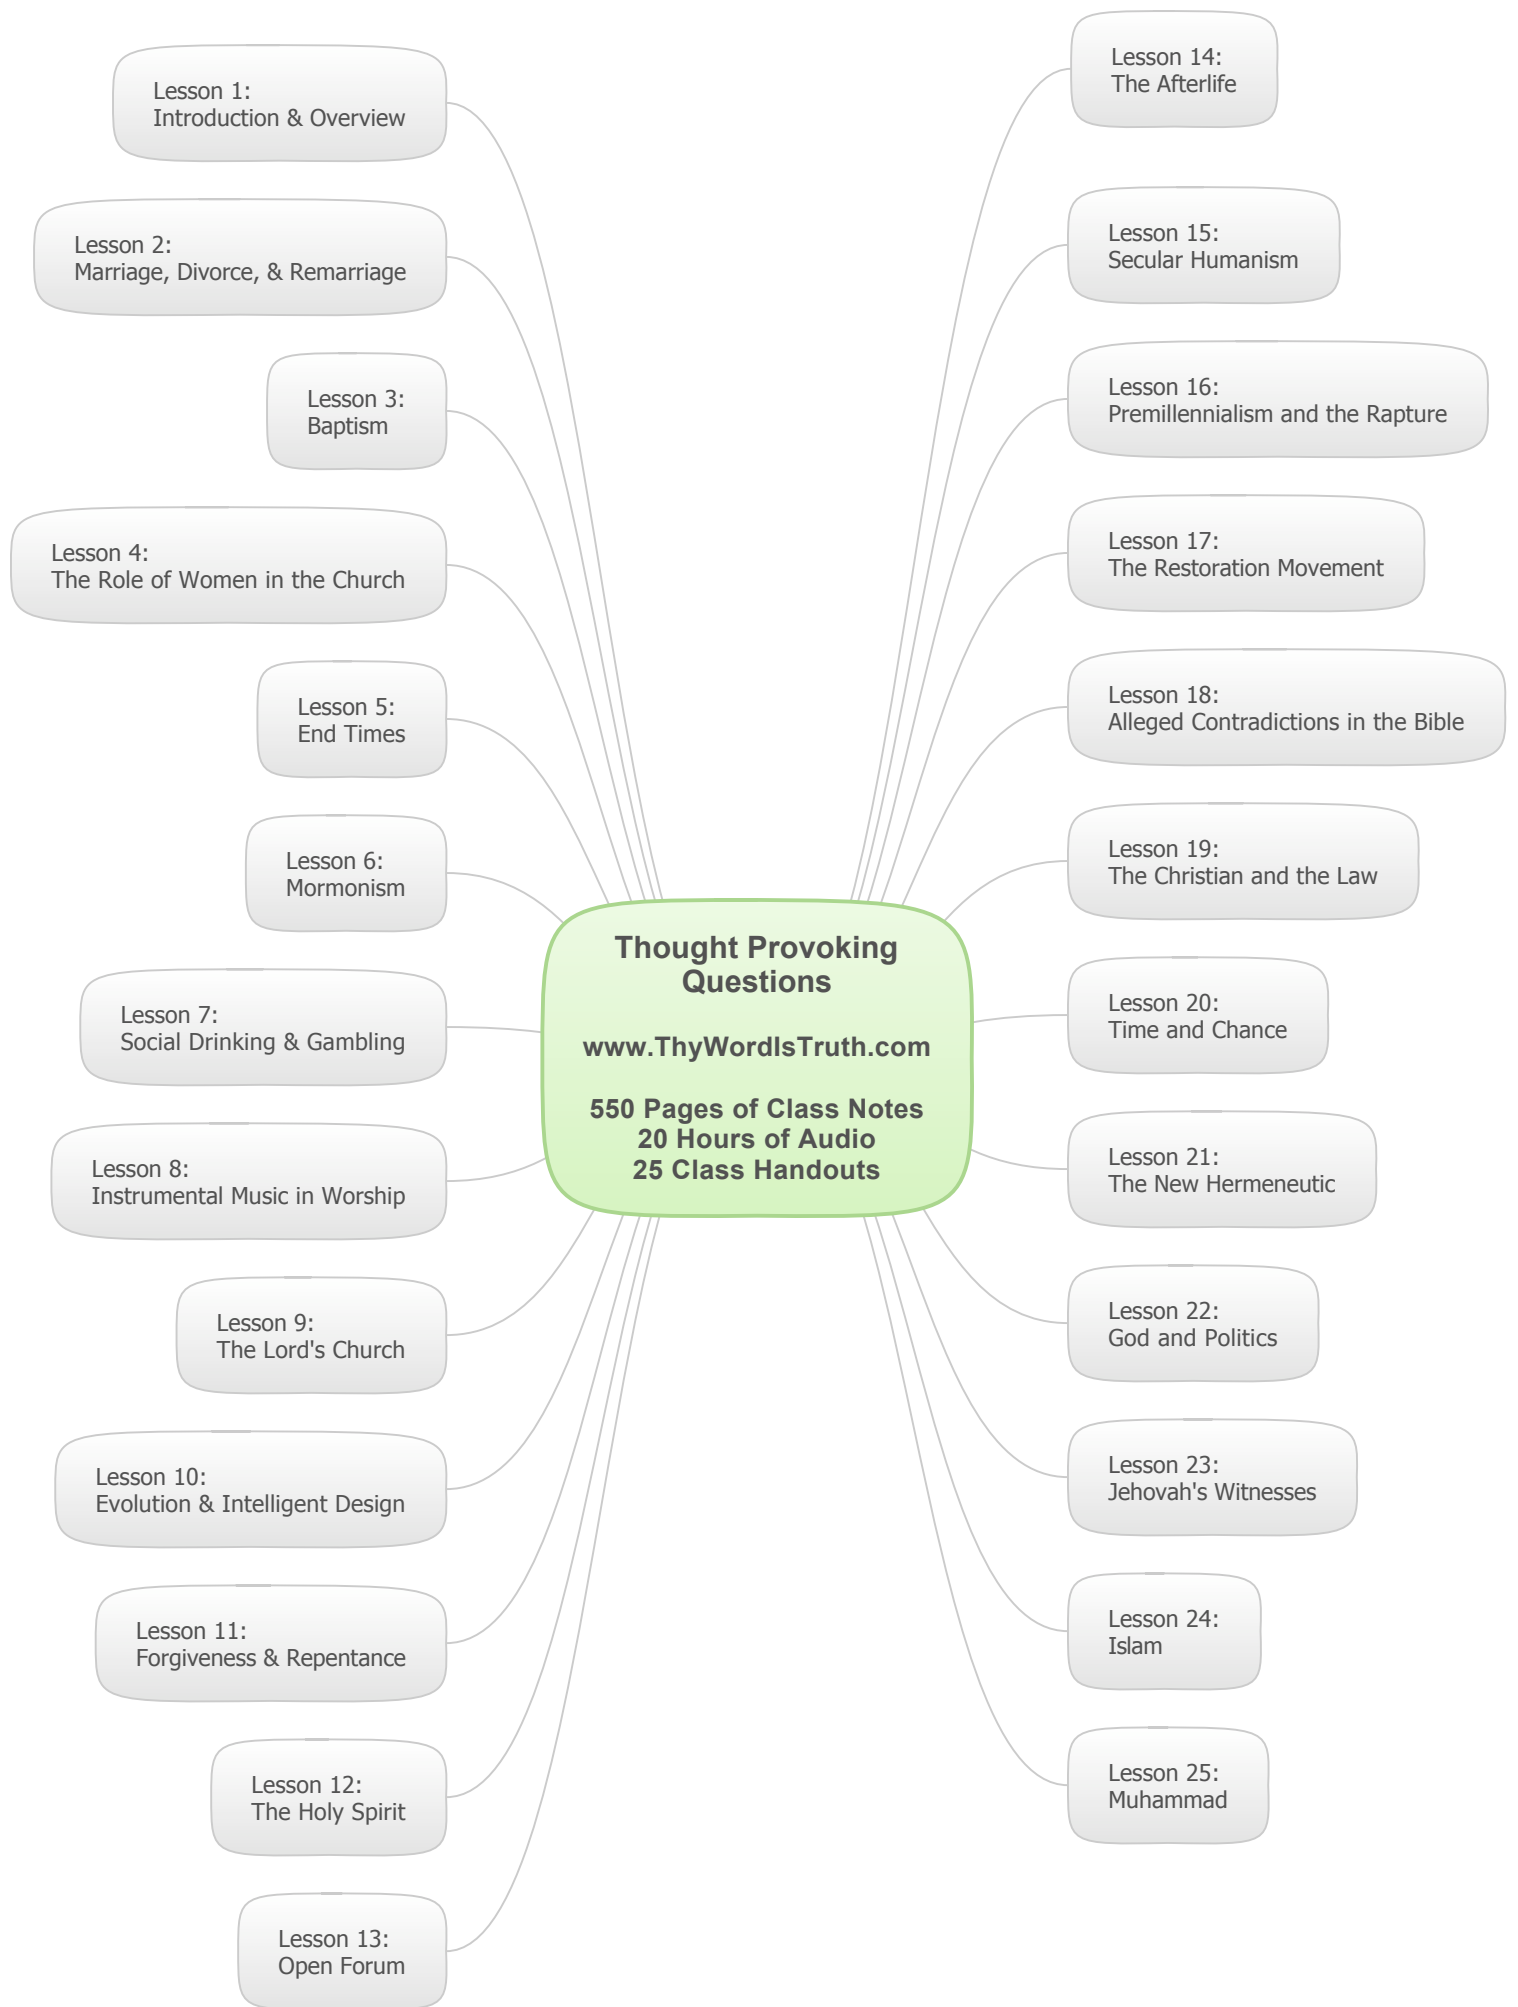 Lesson 1:
Introduction & Overview
Lesson 2:
Marriage, Divorce, & Remarriage
Lesson 3:
Baptism
Lesson 4:
The Role of Women in the Church
Lesson 5:
End Times
Lesson 6:
Mormonism
Lesson 7:
Social Drinking & Gambling
Lesson 8:
Instrumental Music in Worship
Lesson 9:
The Lord's Church
Lesson 10:
Evolution & Intelligent Design
Lesson 11:
Forgiveness & Repentance
Lesson 12:
The Holy Spirit
Lesson 13:
Open Forum
Thought Provoking
Questions
www.ThyWordIsTruth.com
550 Pages of Class Notes
20 Hours of Audio
25 Class Handouts
Lesson 14:
The Afterlife
Lesson 15:
Secular Humanism
Lesson 16:
Premillennialism and the Rapture
Lesson 17:
The Restoration Movement
Lesson 18:
Alleged Contradictions in the Bible
Lesson 19:
The Christian and the Law
Lesson 20:
Time and Chance
Lesson 21:
The New Hermeneutic
Lesson 22:
God and Politics
Lesson 23:
Jehovah's Witnesses
Lesson 24:
Islam
Lesson 25:
Muhammad